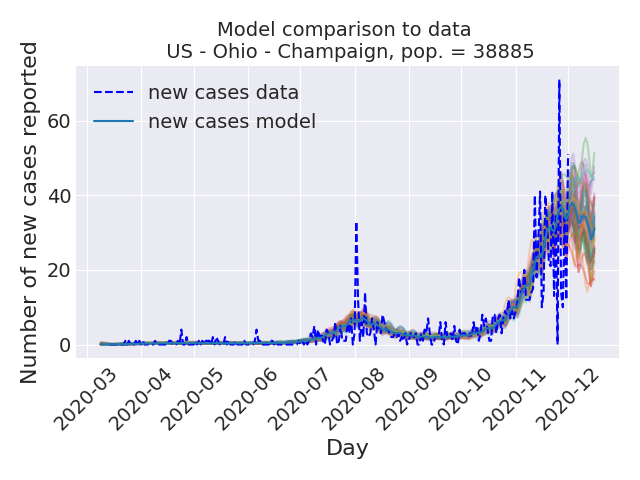 Model comparison to data
US - Ohio - Champaign, pop. = 38885
Number of new cases reported
new cases data
new cases model
60
40
20
0
2020-03
2020-04
2020-05
2020-06
2020-07
2020-08
2020-09
2020-10
2020-11
2020-12
Day